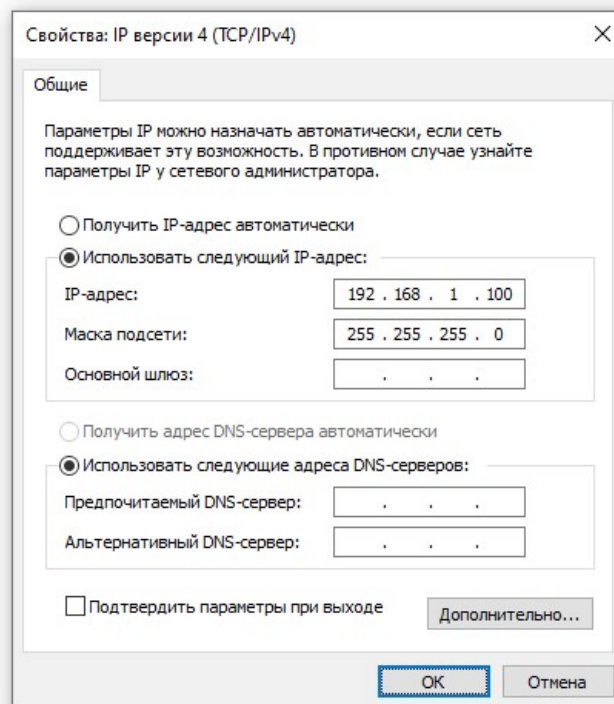 Свойства: IP версии 4 (TCP/IPv4)
Общие
Параметры IP можно назначать автоматически, если сеть
поддерживает эту возможность. В противном случае узнайте
параметры IP у сетевого администратора.
Получить IP-адрес автоматически
Использовать следующий IP-адрес:
IP-адрес: 192 . 168 . 1 . 100
Маска подсети: 255 . 255 . 255 . 0
Основной шлюз: . . .
Получить адрес DNS-сервера автоматически
Использовать следующие адреса DNS-серверов:
Предпочитаемый DNS-сервер: . . .
Альтернативный DNS-сервер: . . .
Подтвердить параметры при выходе
Дополнительно...
OK Отмена